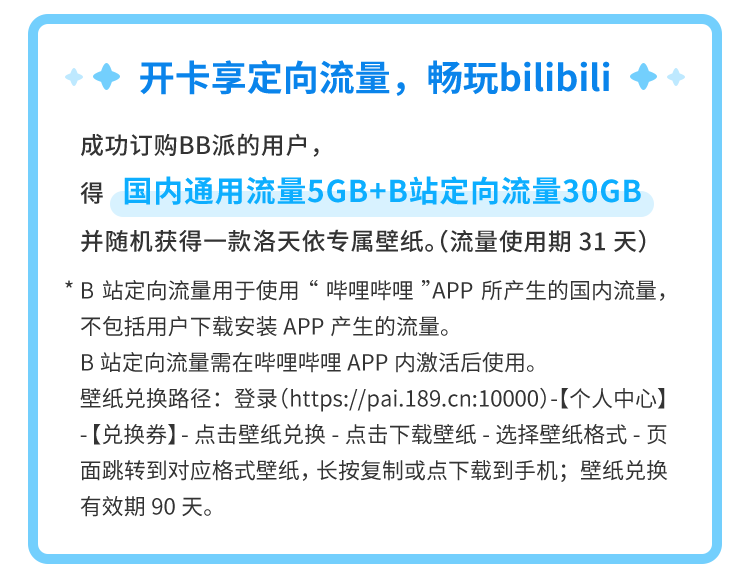 开卡享定向流量，畅玩bilibili
成功订购BB派的用户，
得 国内通用流量5GB+B站定向流量30GB
并随机获得一款洛天依专属壁纸。（流量使用期 31 天）
* B 站定向流量用于使用 “ 哔哩哔哩 ”APP 所产生的国内流量，
不包括用户下载安装 APP 产生的流量。
B 站定向流量需在哔哩哔哩 APP 内激活后使用。
壁纸兑换路径：登录（https://pai.189.cn:10000）-【个人中心】
-【兑换券】- 点击壁纸兑换 - 点击下载壁纸 - 选择壁纸格式 - 页
面跳转到对应格式壁纸，长按复制或点下载到手机；壁纸兑换
有效期 90 天。